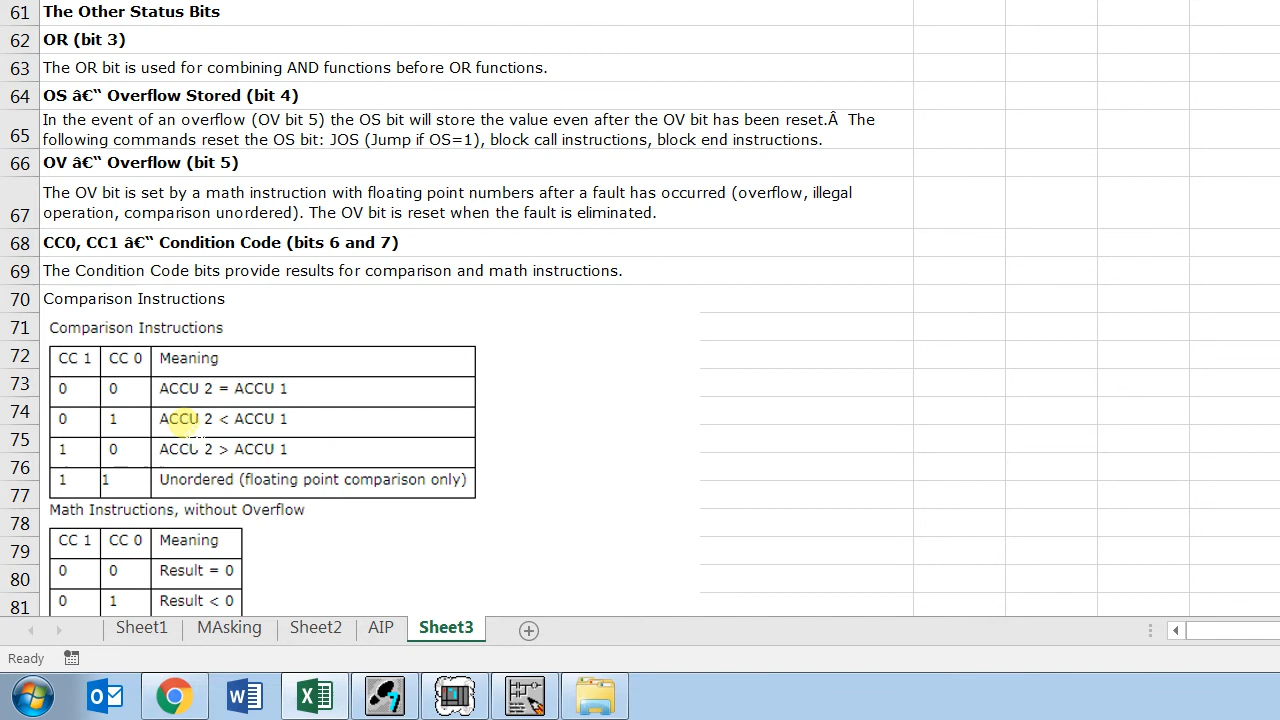 61 The Other Status Bits
62 OR (bit 3)
63 The OR bit is used for combining AND functions before OR functions.
64 OS â€“ Overflow Stored (bit 4)
In the event of an overflow (OV bit 5) the OS bit will store the value even after the OV bit has been reset.Â  The
65 following commands reset the OS bit: JOS (Jump if OS=1), block call instructions, block end instructions.
66 OV â€“ Overflow (bit 5)
The OV bit is set by a math instruction with floating point numbers after a fault has occurred (overflow, illegal
67 operation, comparison unordered). The OV bit is reset when the fault is eliminated.
68 CC0, CC1 â€“ Condition Code (bits 6 and 7)
69 The Condition Code bits provide results for comparison and math instructions.
70 Comparison Instructions
71 Comparison Instructions
72 CC 1 CC 0 Meaning
73 0 0 ACCU 2 = ACCU 1
74 0 1 ACCU 2 < ACCU 1
75 1 0 ACCU 2 > ACCU 1
76
77 1 1 Unordered (floating point comparison only)
78 Math Instructions, without Overflow
79 CC 1 CC 0 Meaning
80 0 0 Result = 0
81 0 1 Result < 0
Sheet1 MAsking Sheet2 AIP Sheet3
Ready